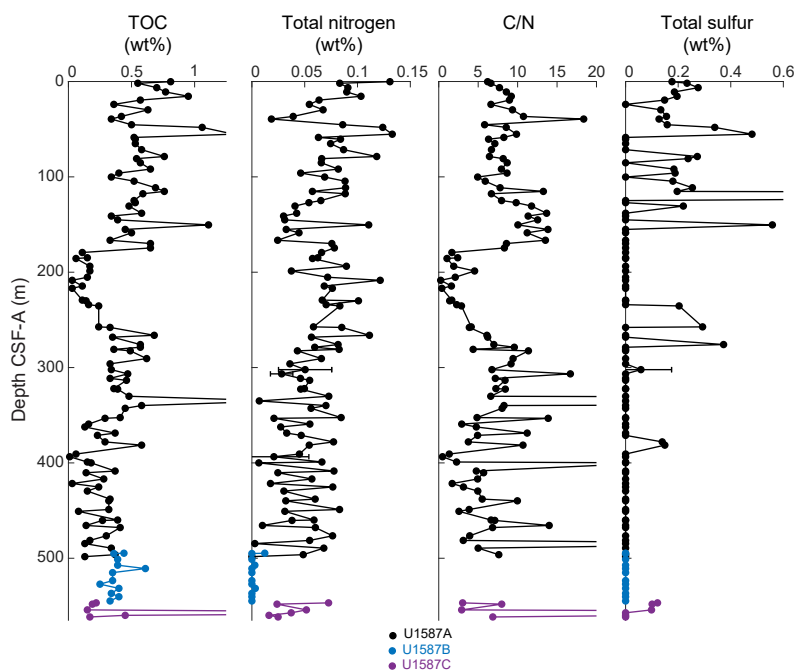 TOC Total nitrogen C/N Total sulfur
(wt%) (wt%) (wt%)
0 0.5 1 0 0.05 0.1 0.15 0 5 10 15 20 0 0.2 0.4 0.6
0
100
200
300
400
500
Depth CSF-A (m)
U1587A
U1587B
U1587C